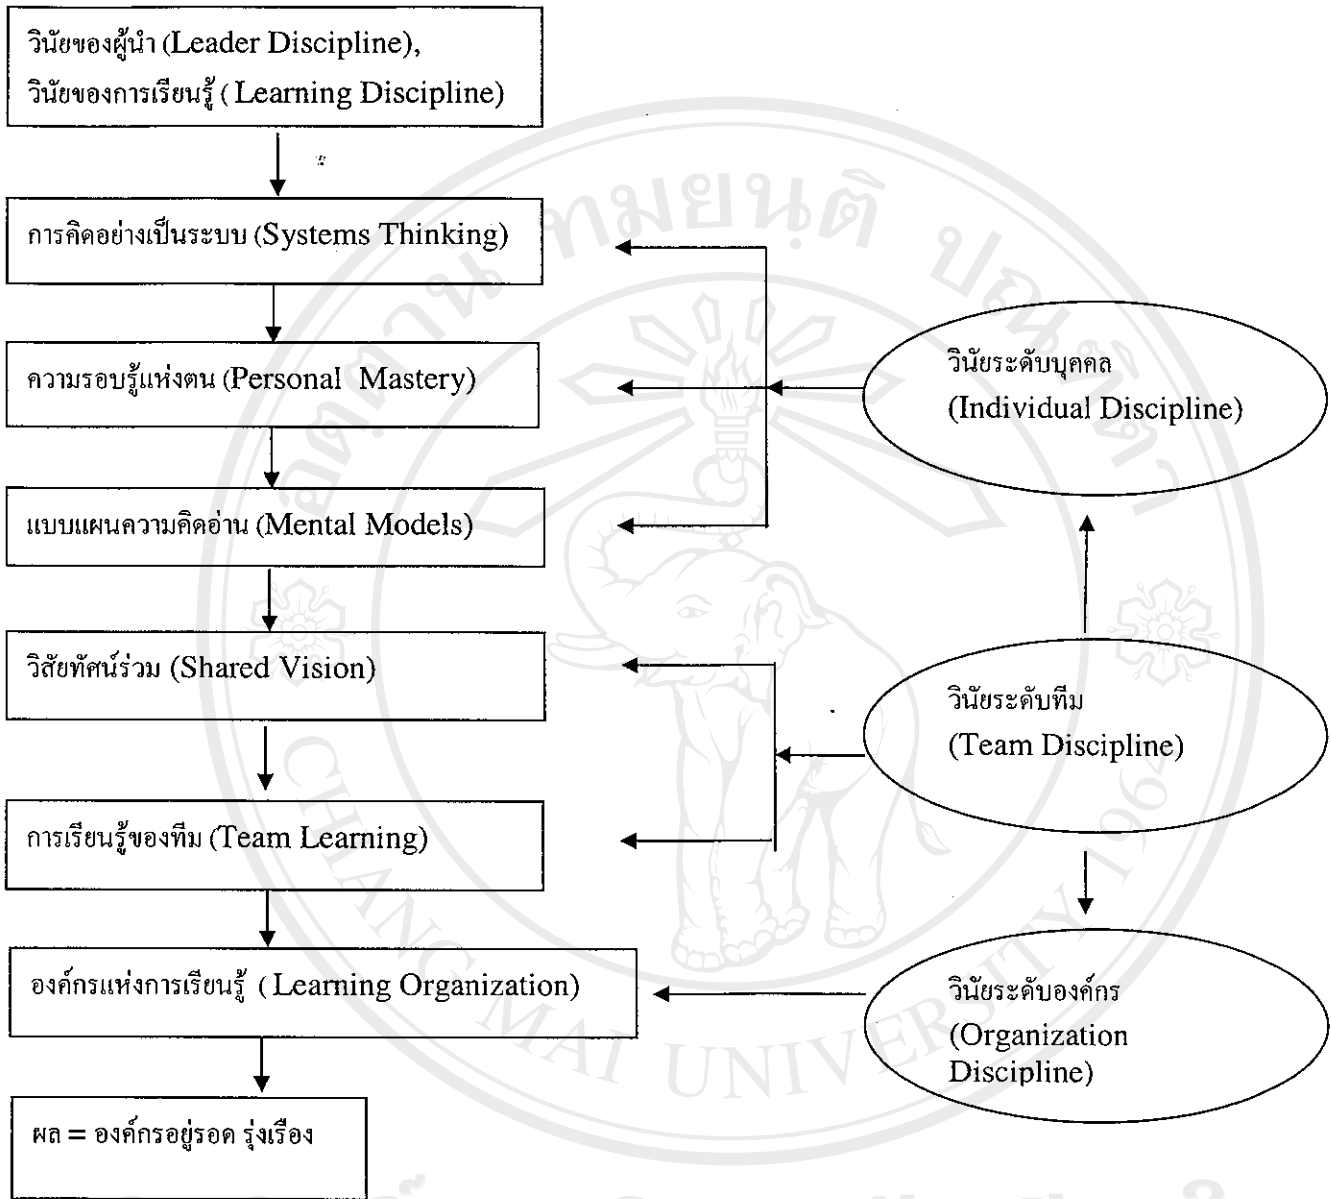 วินัยของผู้นำ (Leader Discipline),
วินัยของการเรียนรู้ ( Learning Discipline)
การคิดอย่างเป็นระบบ (Systems Thinking)
ความรอบรู้แห่งตน (Personal Mastery)
แบบแผนความคิดอ่าน (Mental Models)
วิสัยทัศน์ร่วม (Shared Vision)
การเรียนรู้ของทีม (Team Learning)
องค์กรแห่งการเรียนรู้ ( Learning Organization)
ผล = องค์กรอยู่รอด รุ่งเรือง
วินัยระดับบุคคล
(Individual Discipline)
วินัยระดับทีม
(Team Discipline)
วินัยระดับองค์กร
(Organization
Discipline)
CHIANG MAI UNIVERSITY 1964